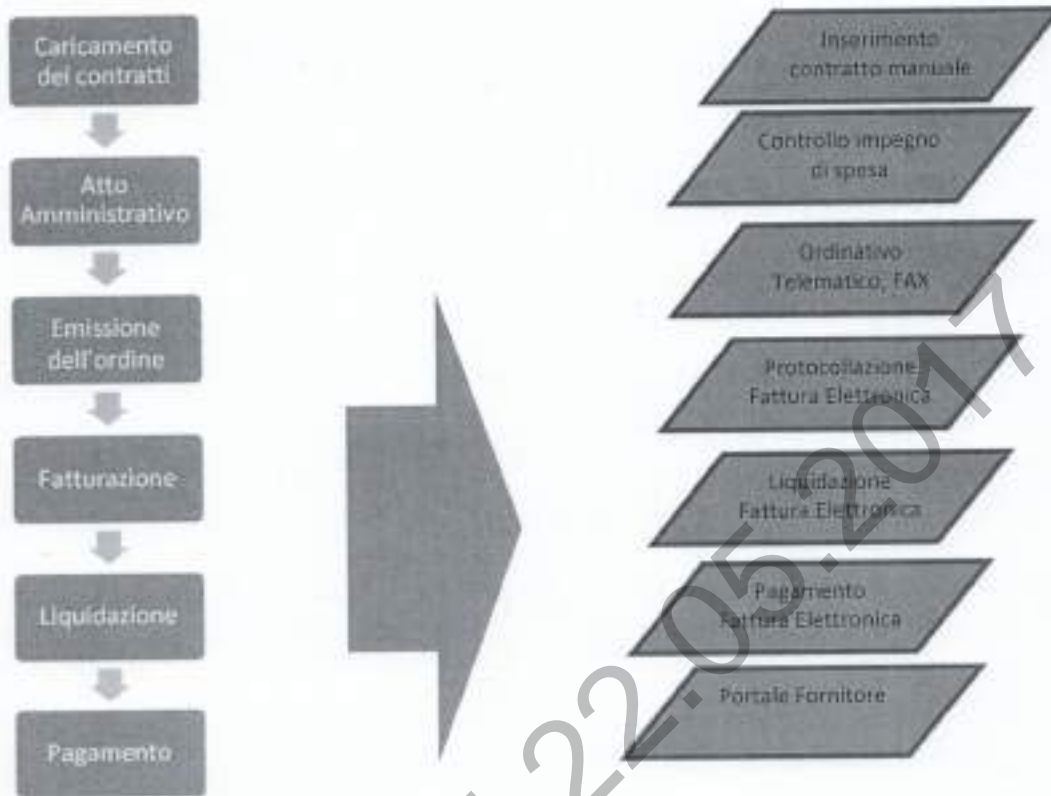 Caricamento
dei contratti
Atto
Amministrativo
Emissione
dell'ordine
Fatturazione
Liquidazione
Pagamento
Inserimento
contratto manuale
Controllo impegno
di spesa
Ordinativo
Telematico, FAX
Protocollazione
Fattura Elettronica
Liquidazione
Fattura Elettronica
Pagamento
Fattura Elettronica
Portale Fornitore
22.05.2017